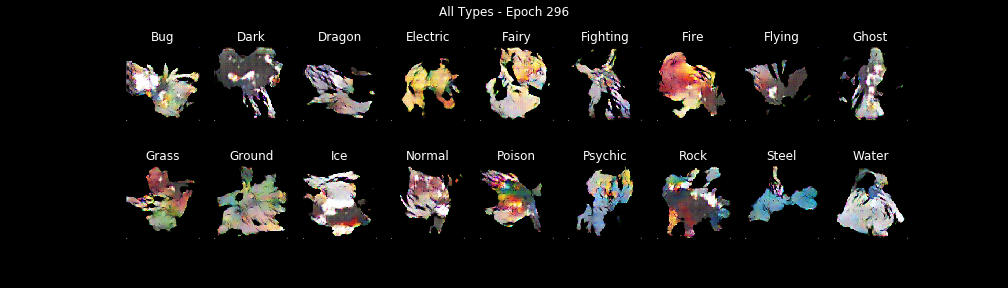 All Types - Epoch 296
Bug Dark Dragon Electric Fairy Fighting Fire Flying Ghost
Grass Ground Ice Normal Poison Psychic Rock Steel Water